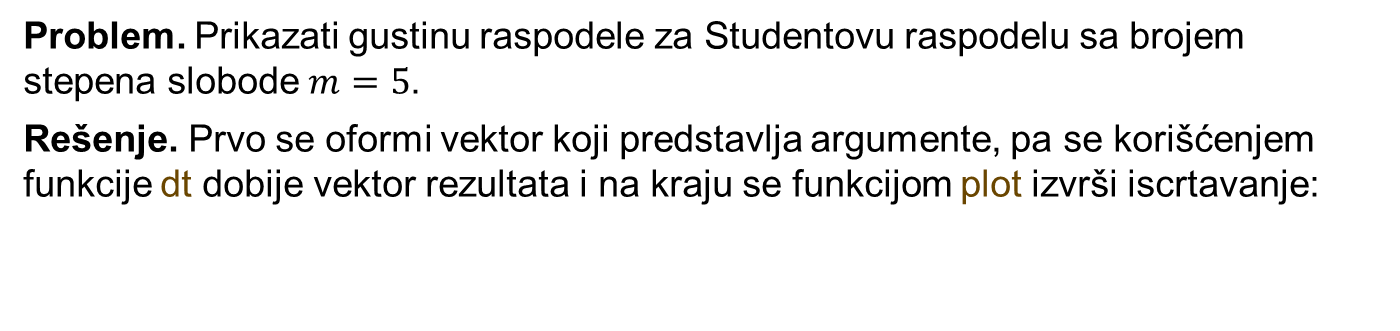 Problem. Prikazati gustinu raspodele za Studentovu raspodelu sa brojem
stepena slobode m = 5.
Rešenje. Prvo se oformi vektor koji predstavlja argumente, pa se korišćenjem
funkcije dt dobije vektor rezultata i na kraju se funkcijom plot izvrši iscrtavanje: